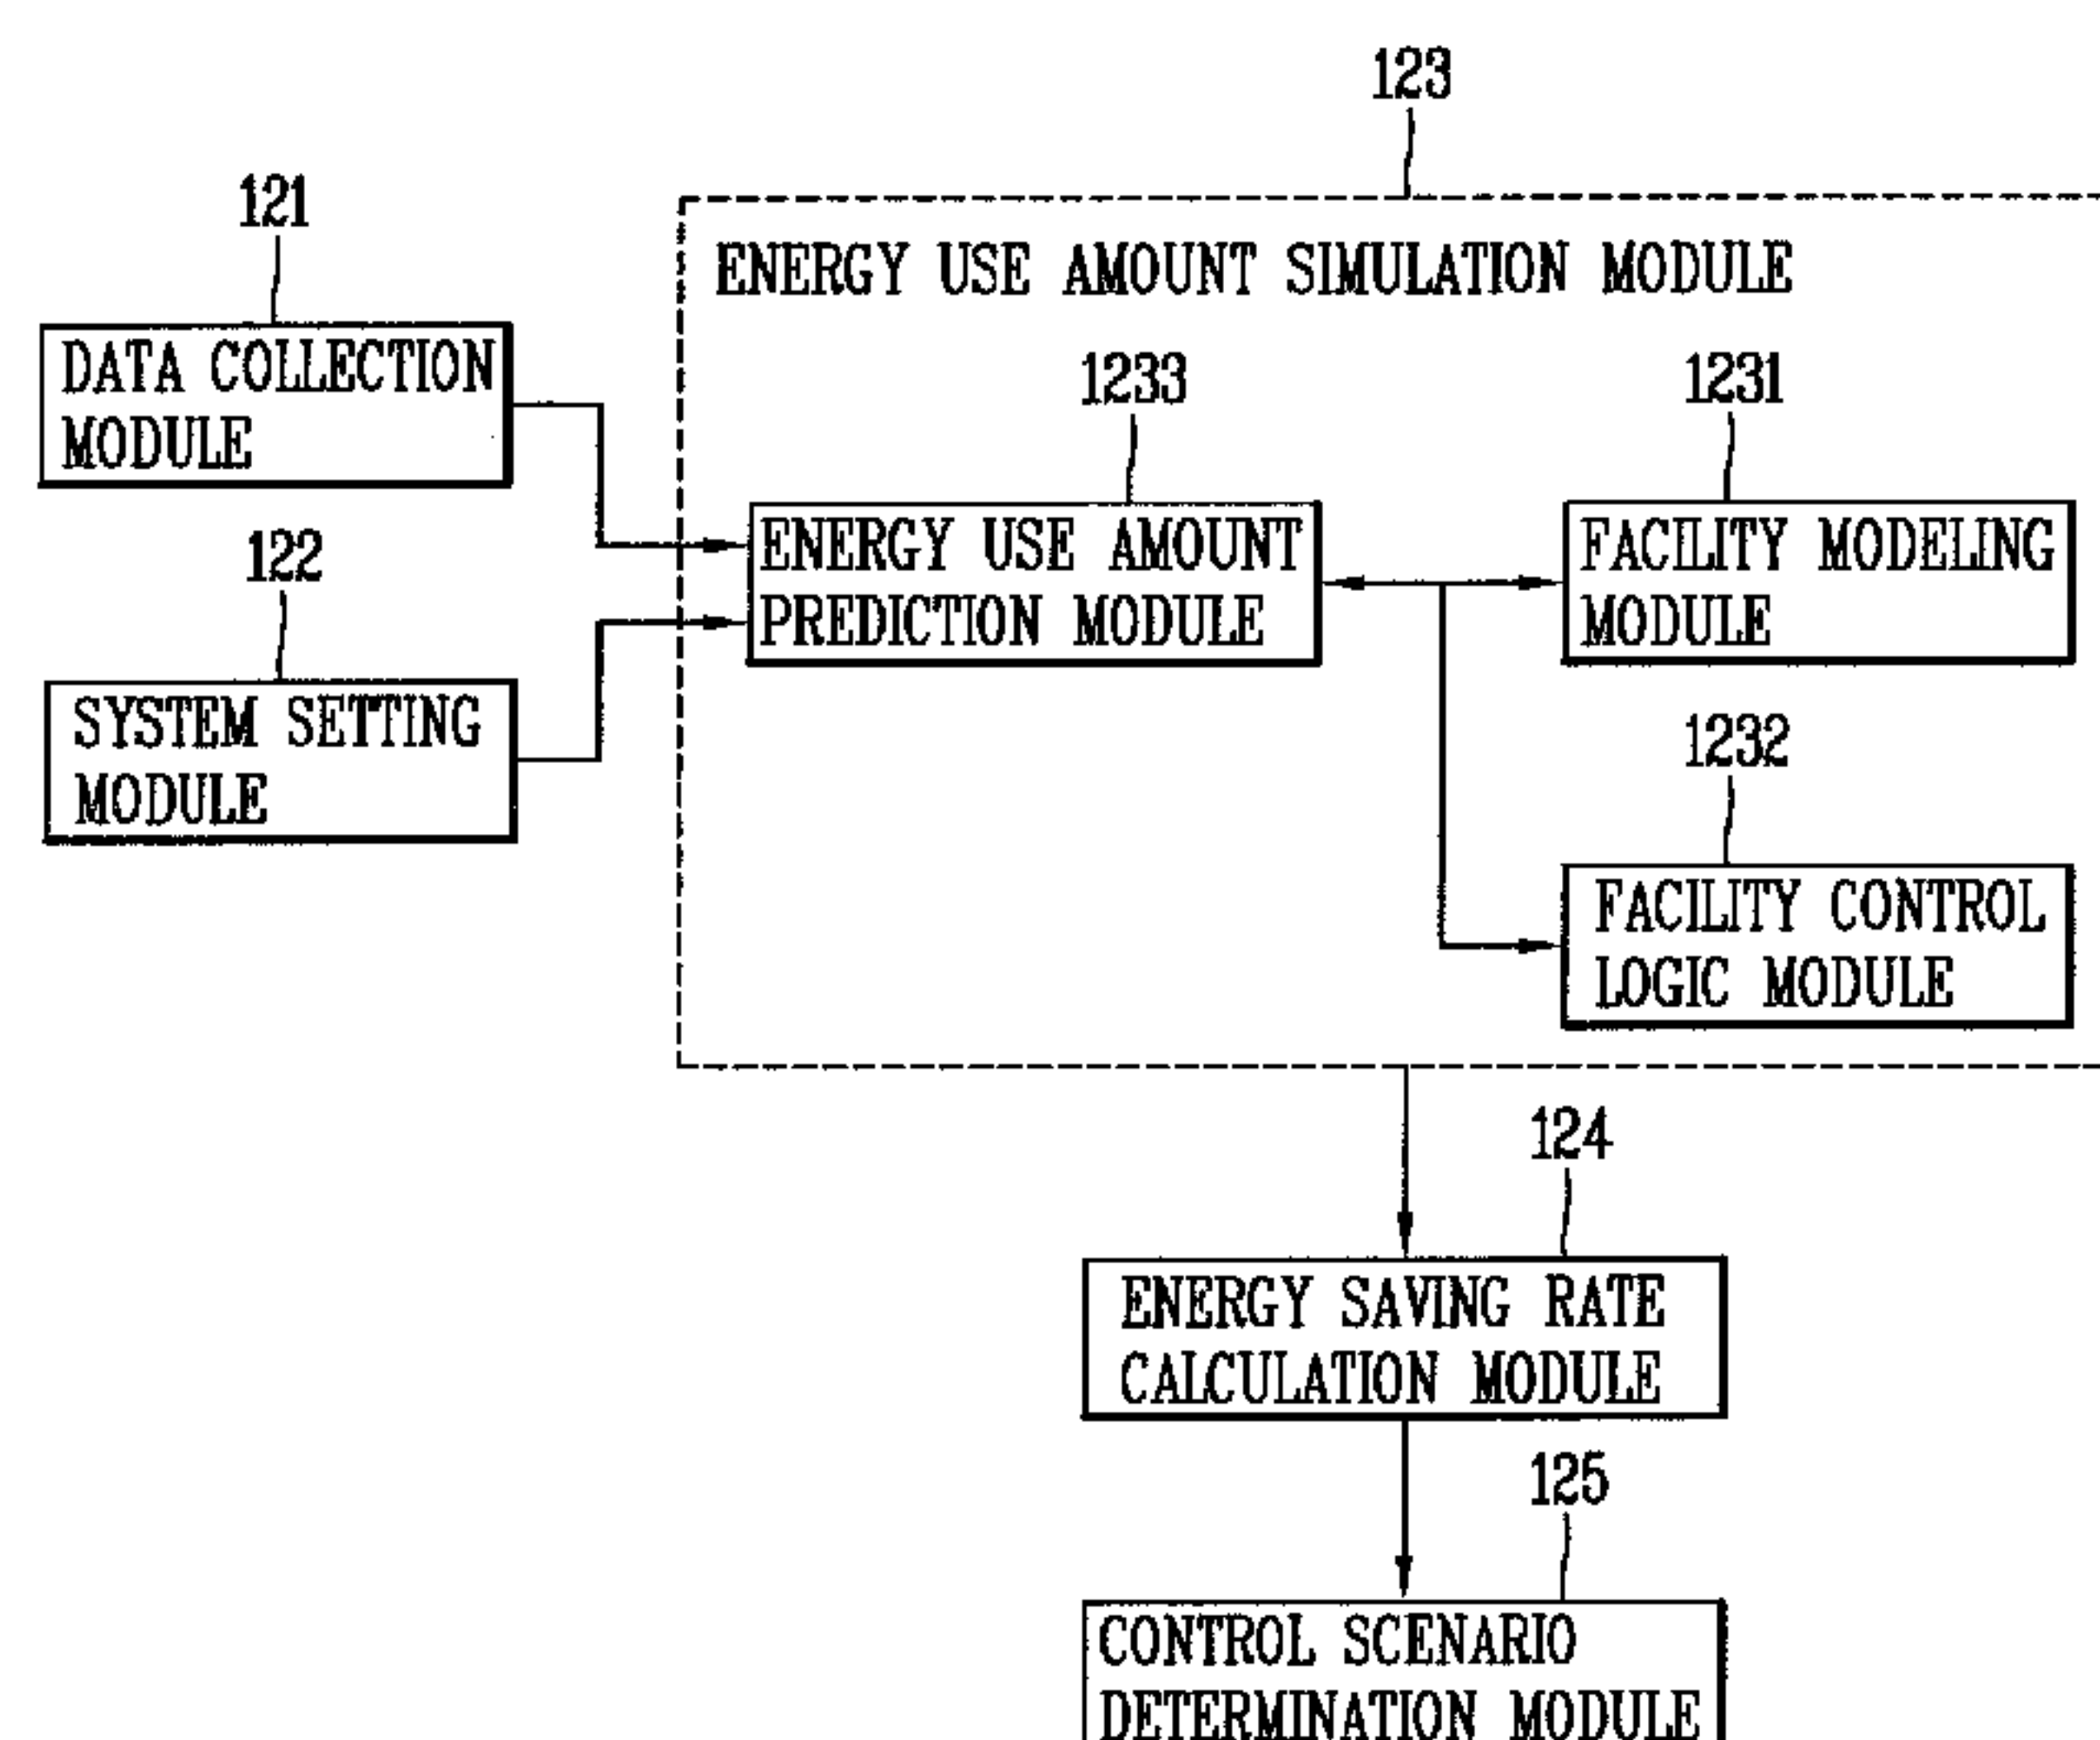 123
121
ENERGY USE AMOUNT SIMULATION MODULE
DATA COLLECTION
MODULE
1233
1231
122
ENERGY USE AMOUNT
PREDICTION MODULE
FACILITY MODELING
MODULE
SYSTEM SETTING
MODULE
1232
FACILITY CONTROL
LOGIC MODULE
124
ENERGY SAVING RATE
CALCULATION MODULE
125
CONTROL SCENARIO
DETERMINATION MODULE